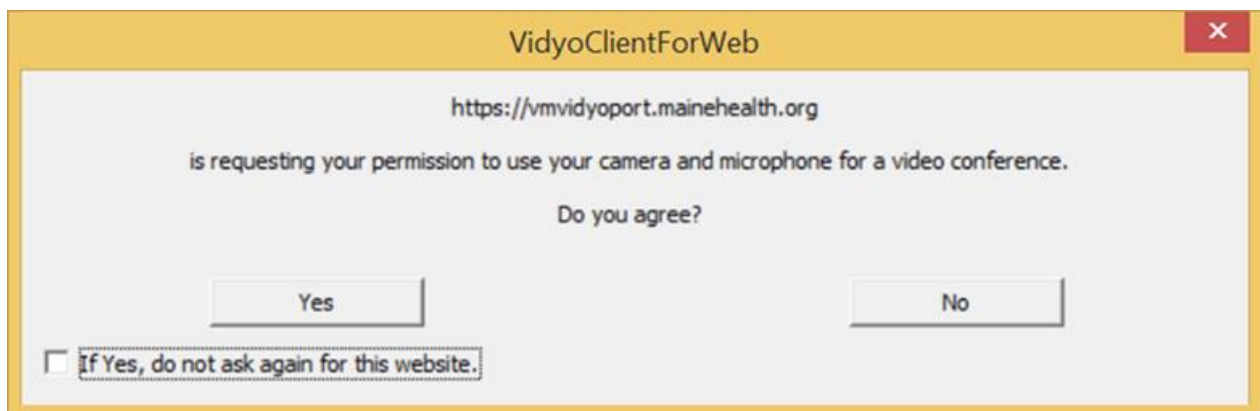 VidyoClientForWeb
https://vmvidyoport.mainehealth.org
is requesting your permission to use your camera and microphone for a video conference.
Do you agree?
Yes
No
If Yes, do not ask again for this website.